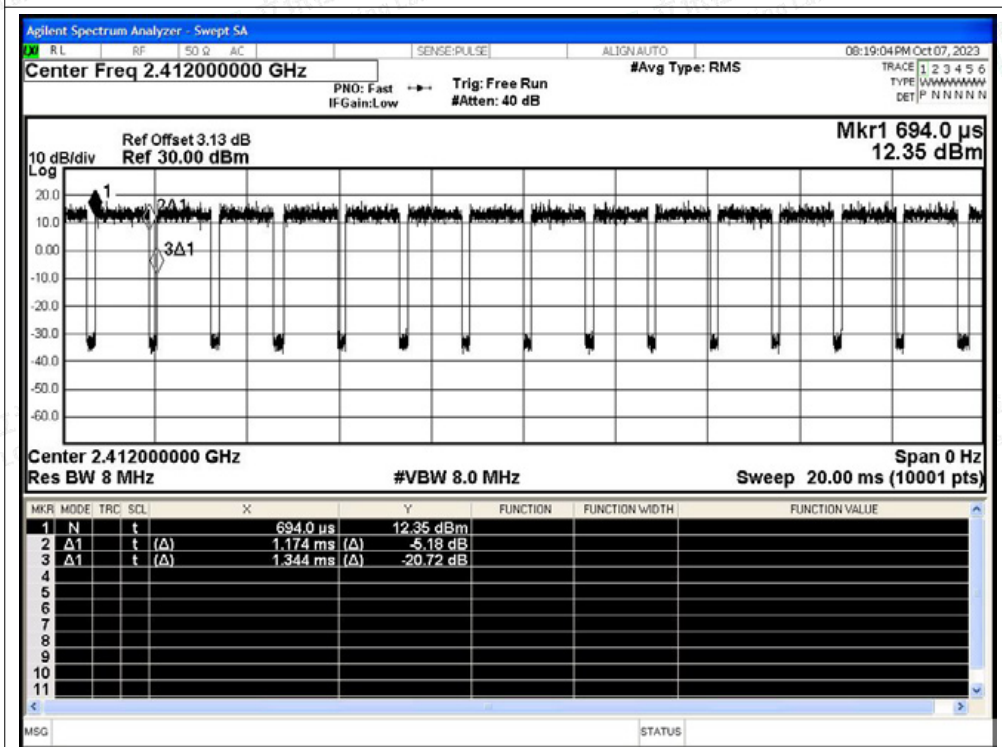 Agilent Spectrum Analyzer - Swept SA
RL RF 50 Ω AC SENSE:PULSE ALIGN AUTO 08:19:04 PM Oct 07, 2023
Center Freq 2.412000000 GHz
PNO: Fast
IFGain:Low
Trig: Free Run
#Atten: 40 dB
#Avg Type: RMS
TRACE 1 2 3 4 5 6
TYPE WWWWWWW
DET P N N N N N
Mkr1 694.0 µs
12.35 dBm
Ref Offset 3.13 dB
10 dB/div Ref 30.00 dBm
Log
20.0
10.0
0.00
-10.0
-20.0
-30.0
-40.0
-50.0
-60.0
1
2Δ1
3Δ1
Center 2.412000000 GHz Span 0 Hz
Res BW 8 MHz #VBW 8.0 MHz Sweep 20.00 ms (10001 pts)
MKR MODE TRC SCL X Y FUNCTION FUNCTION WIDTH FUNCTION VALUE
1 N t 694.0 µs 12.35 dBm
2 Δ1 t (Δ) 1.174 ms (Δ) -5.18 dB
3 Δ1 t (Δ) 1.344 ms (Δ) -20.72 dB
4
5
6
7
8
9
10
11
MSG STATUS